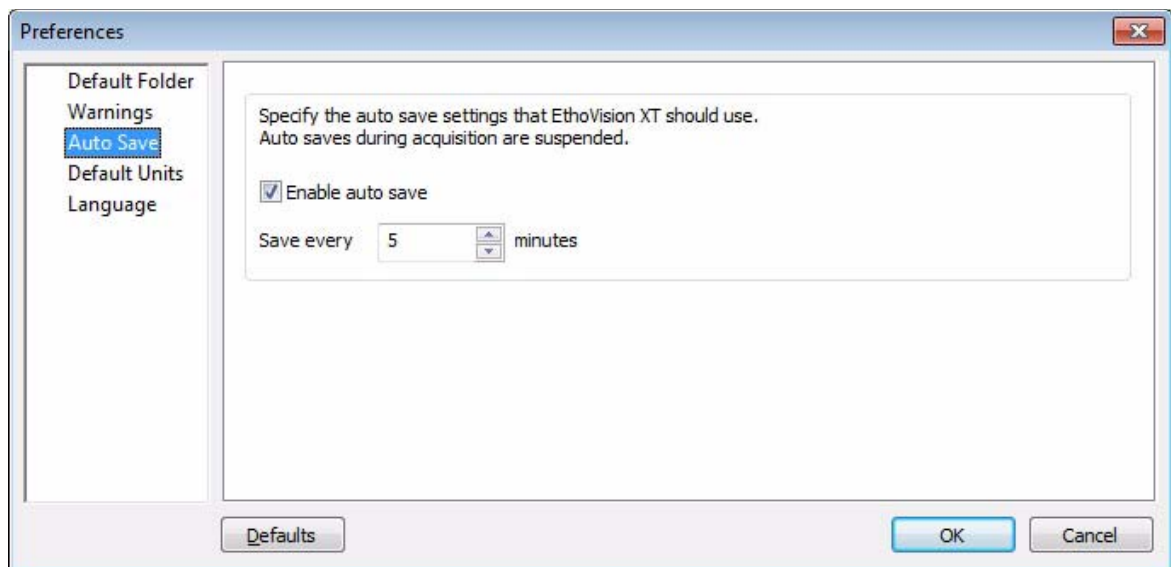 Preferences
Default Folder
Warnings
Auto Save
Default Units
Language
Specify the auto save settings that EthoVision XT should use.
Auto saves during acquisition are suspended.
Enable auto save
Save every 5 minutes
Defaults
OK
Cancel